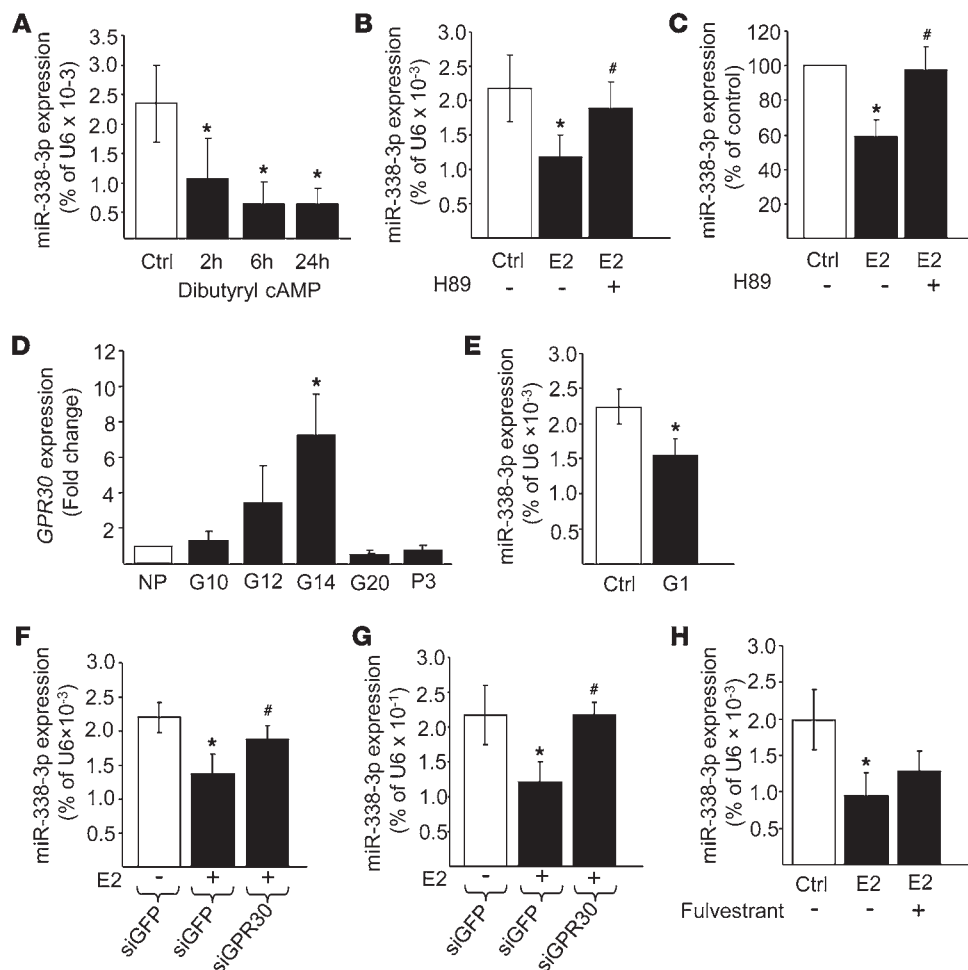 A
miR-338-3p expression
(% of U6 x 10-3)
3.5
3.0
2.5
2.0
1.5
1.0
0.5
Ctrl 2h 6h 24h
* * *
Dibutyryl cAMP
B
miR-338-3p expression
(% of U6 x 10⁻³)
3.0
2.5
2.0
1.5
1.0
0.5
* #
Ctrl E2 E2
H89 - - +
C
miR-338-3p expression
(% of control)
120
100
80
60
40
20
* #
Ctrl E2 E2
H89 - - +
D
GPR30 expression
(Fold change)
12
10
8
6
4
2
*
NP G10 G12 G14 G20 P3
E
miR-338-3p expression
(% of U6 ×10⁻³)
3.0
2.5
2.0
1.5
1.0
0.5
*
Ctrl G1
F
miR-338-3p expression
(% of U6×10⁻³)
3.0
2.5
2.0
1.5
1.0
0.5
* #
E2 - + +
siGFP siGFP siGPR30
G
miR-338-3p expression
(% of U6 x 10⁻¹)
3.0
2.5
2.0
1.5
1.0
0.5
* #
E2 - + +
siGFP siGFP siGPR30
H
miR-338-3p expression
(% of U6 × 10⁻³)
3.0
2.5
2.0
1.5
1.0
0.5
*
Ctrl E2 E2
Fulvestrant - - +